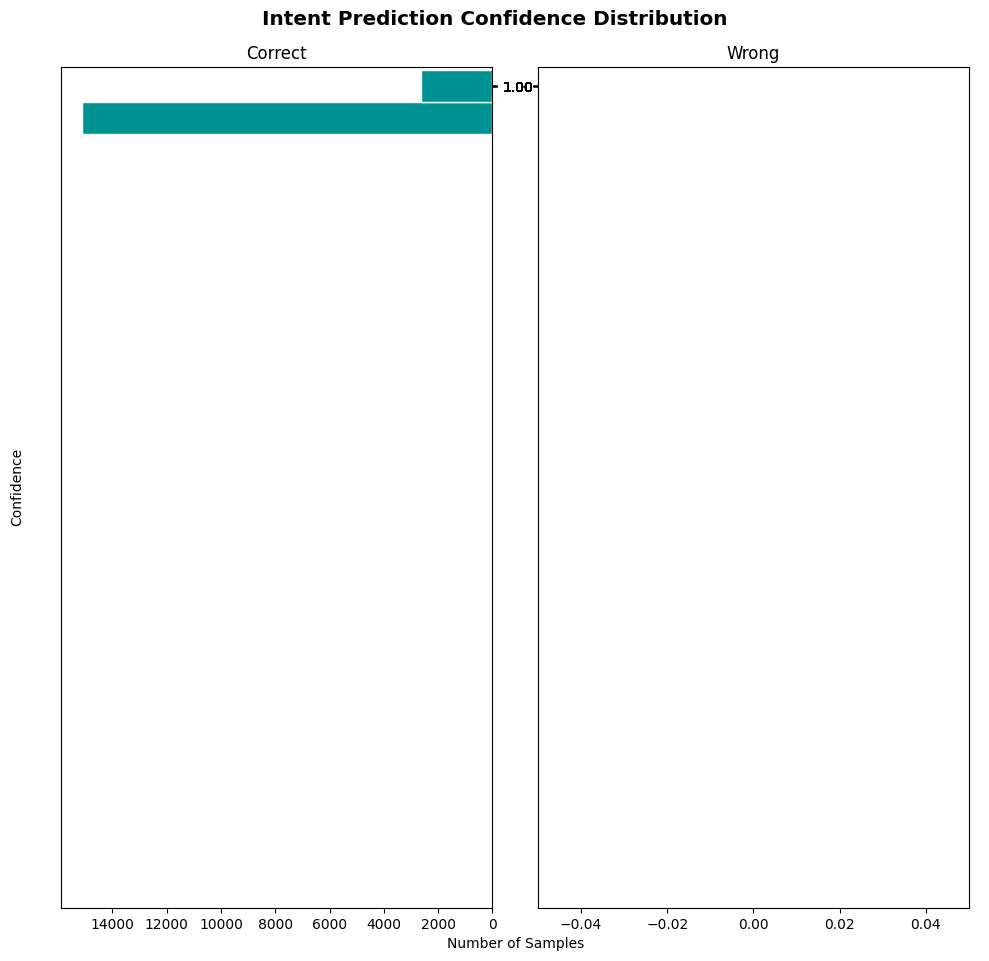 Intent Prediction Confidence Distribution
Correct
Wrong
1.00
Confidence
14000 12000 10000 8000 6000 4000 2000 0
−0.04 −0.02 0.00 0.02 0.04
Number of Samples